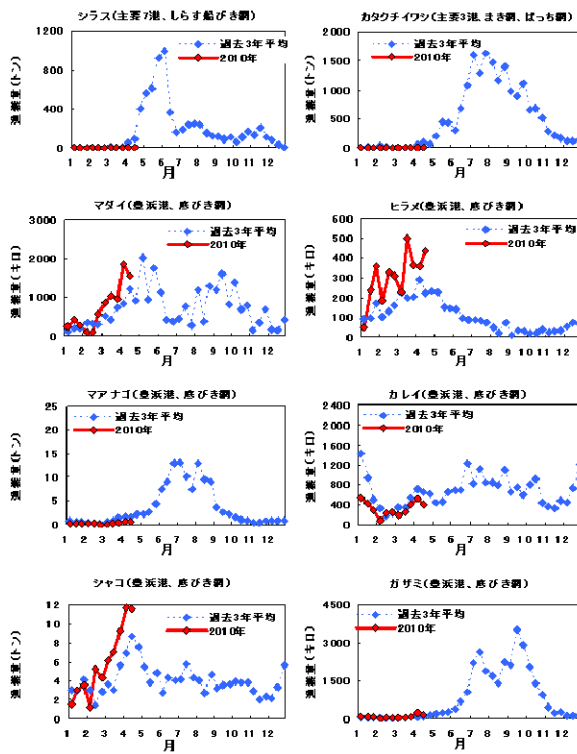 シラス(主要7港、しらす船びき網)
漁獲量(トン)
1200
800
400
0
過去3年平均
2010年
1 2 3 4 5 6 7 8 9 10 11 12
月
カタクチイワシ(主要3港、まき網、ぱっち網)
漁獲量(トン)
2 000
1 500
1 000
500
0
過去3年平均
2010年
1 2 3 4 5 6 7 8 9 10 11 12
月
マダイ(豊浜港、底びき網)
漁獲量(キロ)
3000
2000
1000
0
過去3年平均
2010年
1 2 3 4 5 6 7 8 9 10 11 12
月
ヒラメ(豊浜港、底びき網)
漁獲量(キロ)
600
500
400
300
200
100
0
過去3年平均
2010年
1 2 3 4 5 6 7 8 9 10 11 12
月
マアナゴ(豊浜港、底びき網)
漁獲量(トン)
25
20
15
10
5
0
過去3年平均
2010年
1 2 3 4 5 6 7 8 9 10 11 12
月
カレイ(豊浜港、底びき網)
漁獲量(キロ)
2 400
2 000
1 600
1 200
800
400
0
過去3年平均
2010年
1 2 3 4 5 6 7 8 9 10 11 12
月
シャコ(豊浜港、底びき網)
漁獲量(トン)
12
10
8
6
4
2
0
過去3年平均
2010年
1 2 3 4 5 6 7 8 9 10 11 12
月
ガザミ(豊浜港、底びき網)
漁獲量(キロ)
4500
3000
1500
0
過去3年平均
2010年
1 2 3 4 5 6 7 8 9 10 11 12
月